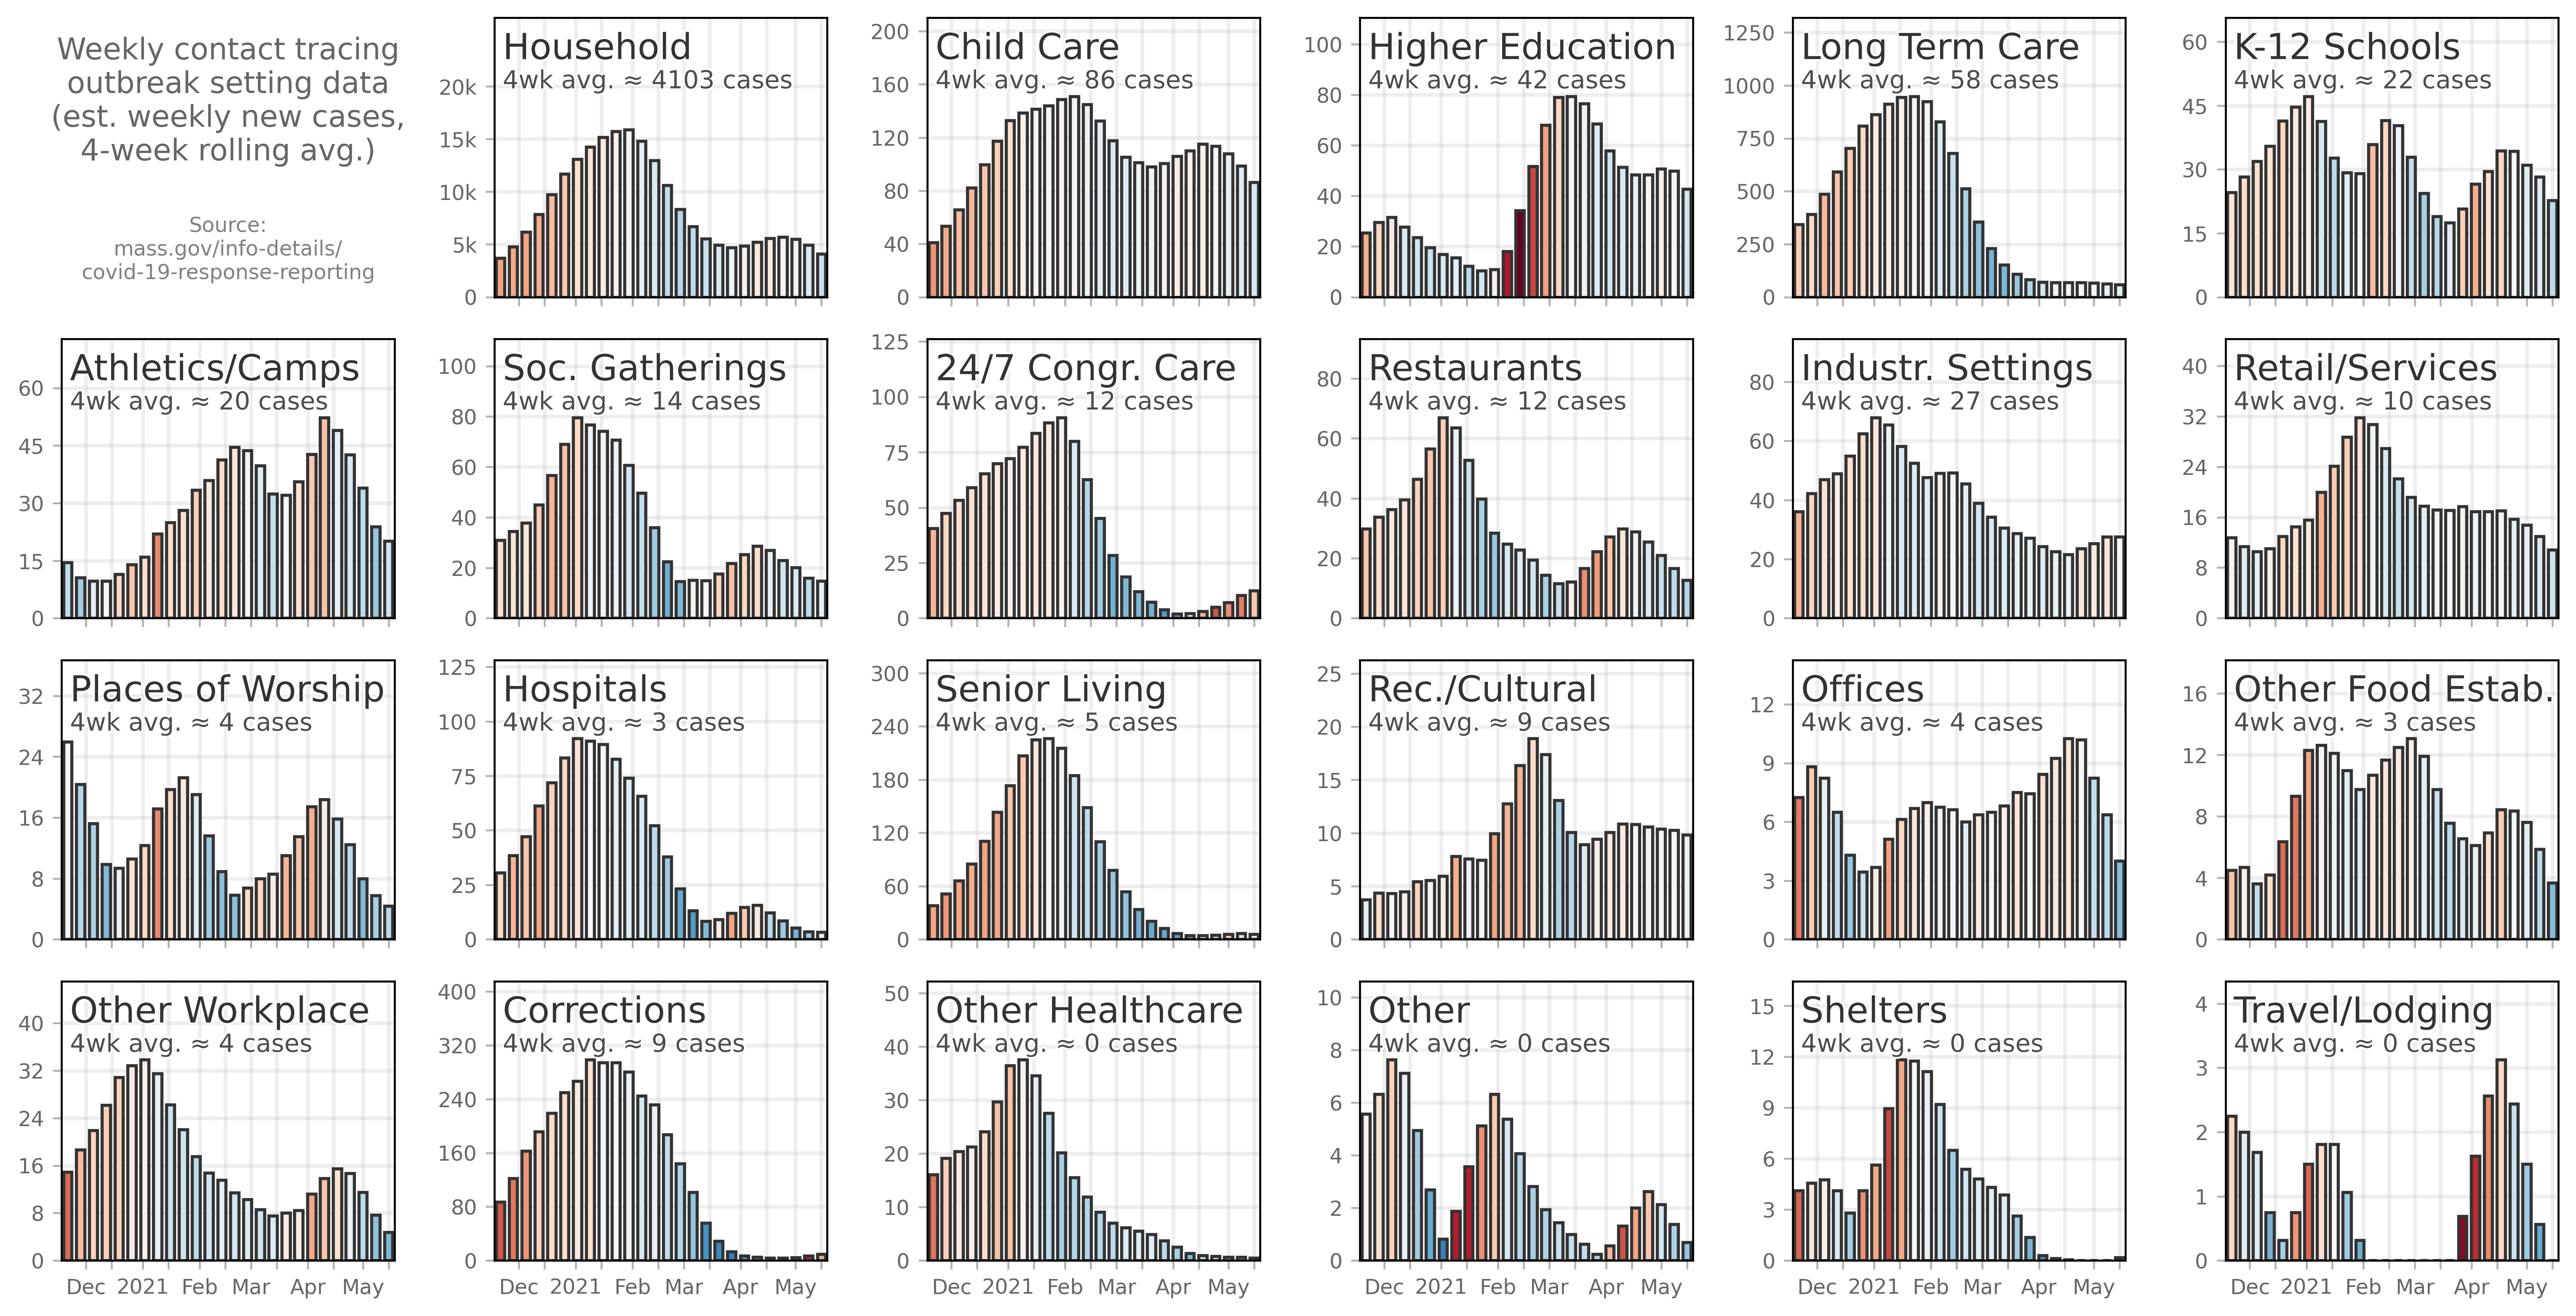 Weekly contact tracing
outbreak setting data
(est. weekly new cases,
4-week rolling avg.)
Source:
mass.gov/info-details/
covid-19-response-reporting
Household
4wk avg. ≈ 4103 cases
20k
15k
10k
5k
0
Child Care
4wk avg. ≈ 86 cases
200
160
120
80
40
0
Higher Education
4wk avg. ≈ 42 cases
100
80
60
40
20
0
Long Term Care
4wk avg. ≈ 58 cases
1250
1000
750
500
250
0
K-12 Schools
4wk avg. ≈ 22 cases
60
45
30
15
0
Athletics/Camps
4wk avg. ≈ 20 cases
60
45
30
15
0
Soc. Gatherings
4wk avg. ≈ 14 cases
100
80
60
40
20
0
24/7 Congr. Care
4wk avg. ≈ 12 cases
125
100
75
50
25
0
Restaurants
4wk avg. ≈ 12 cases
80
60
40
20
0
Industr. Settings
4wk avg. ≈ 27 cases
80
60
40
20
0
Retail/Services
4wk avg. ≈ 10 cases
40
32
24
16
8
0
Places of Worship
4wk avg. ≈ 4 cases
32
24
16
8
0
Hospitals
4wk avg. ≈ 3 cases
125
100
75
50
25
0
Senior Living
4wk avg. ≈ 5 cases
300
240
180
120
60
0
Rec./Cultural
4wk avg. ≈ 9 cases
25
20
15
10
5
0
Offices
4wk avg. ≈ 4 cases
12
9
6
3
0
Other Food Estab.
4wk avg. ≈ 3 cases
16
12
8
4
0
Other Workplace
4wk avg. ≈ 4 cases
40
32
24
16
8
0
Dec 2021 Feb Mar Apr May
Corrections
4wk avg. ≈ 9 cases
400
320
240
160
80
0
Dec 2021 Feb Mar Apr May
Other Healthcare
4wk avg. ≈ 0 cases
50
40
30
20
10
0
Dec 2021 Feb Mar Apr May
Other
4wk avg. ≈ 0 cases
10
8
6
4
2
0
Dec 2021 Feb Mar Apr May
Shelters
4wk avg. ≈ 0 cases
15
12
9
6
3
0
Dec 2021 Feb Mar Apr May
Travel/Lodging
4wk avg. ≈ 0 cases
4
3
2
1
0
Dec 2021 Feb Mar Apr May